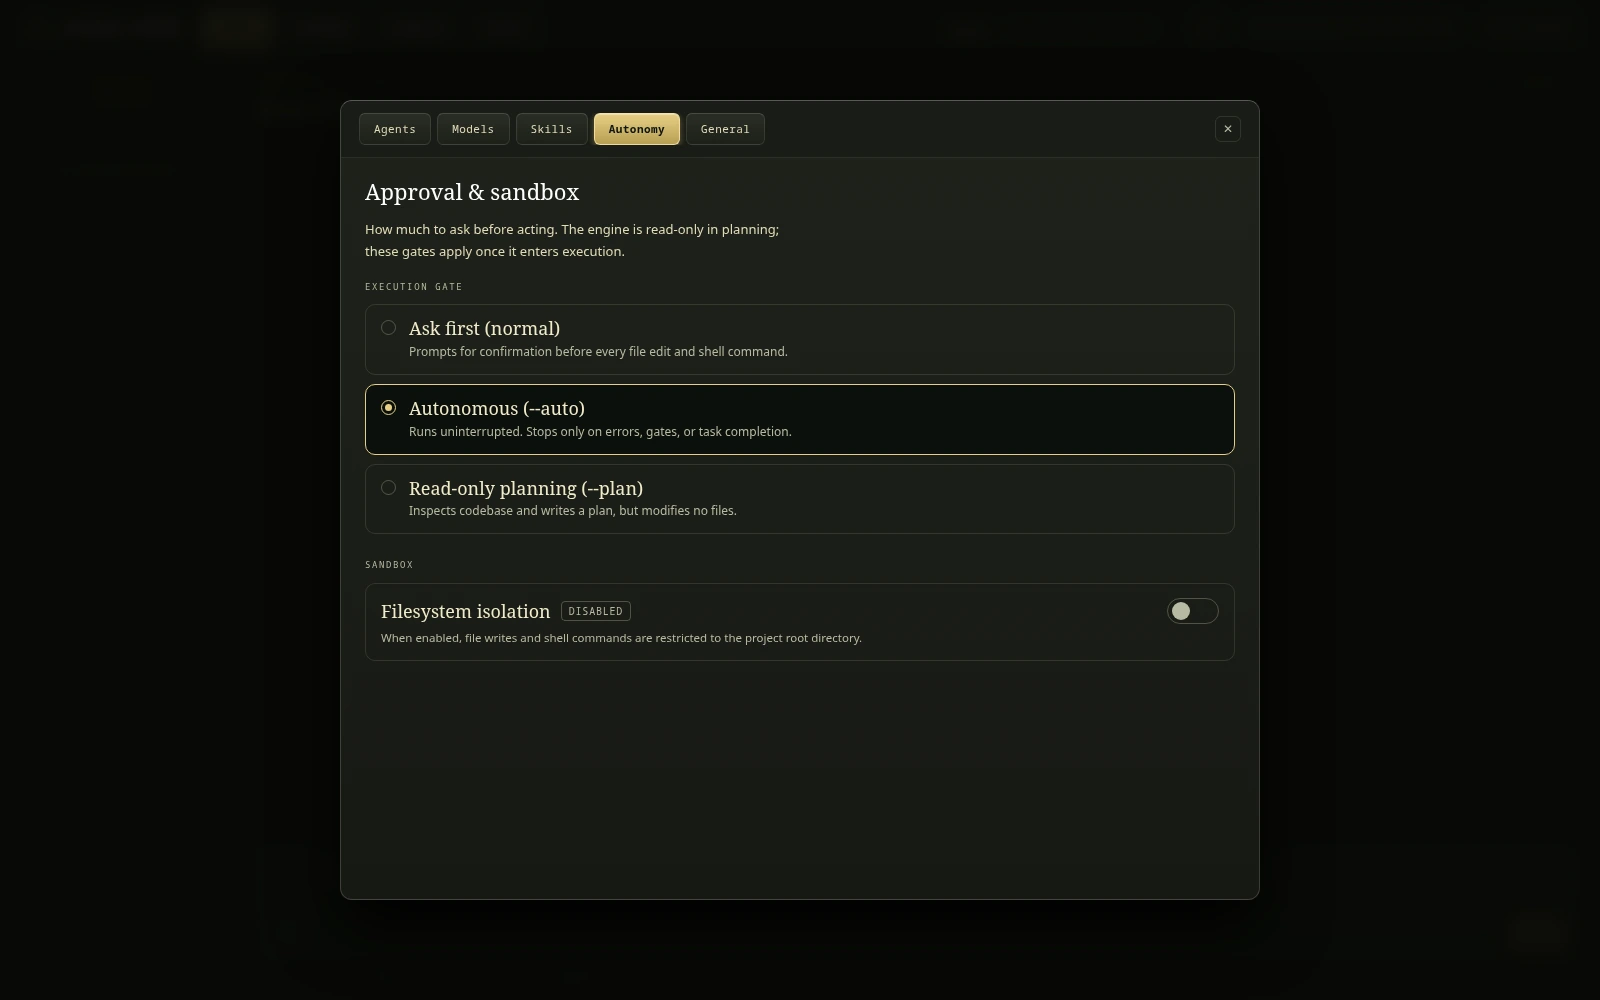 Agents
Models
Skills
Autonomy
General
✕
Approval & sandbox
How much to ask before acting. The engine is read-only in planning;
these gates apply once it enters execution.
EXECUTION GATE
Ask first (normal)
Prompts for confirmation before every file edit and shell command.
Autonomous (--auto)
Runs uninterrupted. Stops only on errors, gates, or task completion.
Read-only planning (--plan)
Inspects codebase and writes a plan, but modifies no files.
SANDBOX
Filesystem isolation DISABLED
When enabled, file writes and shell commands are restricted to the project root directory.